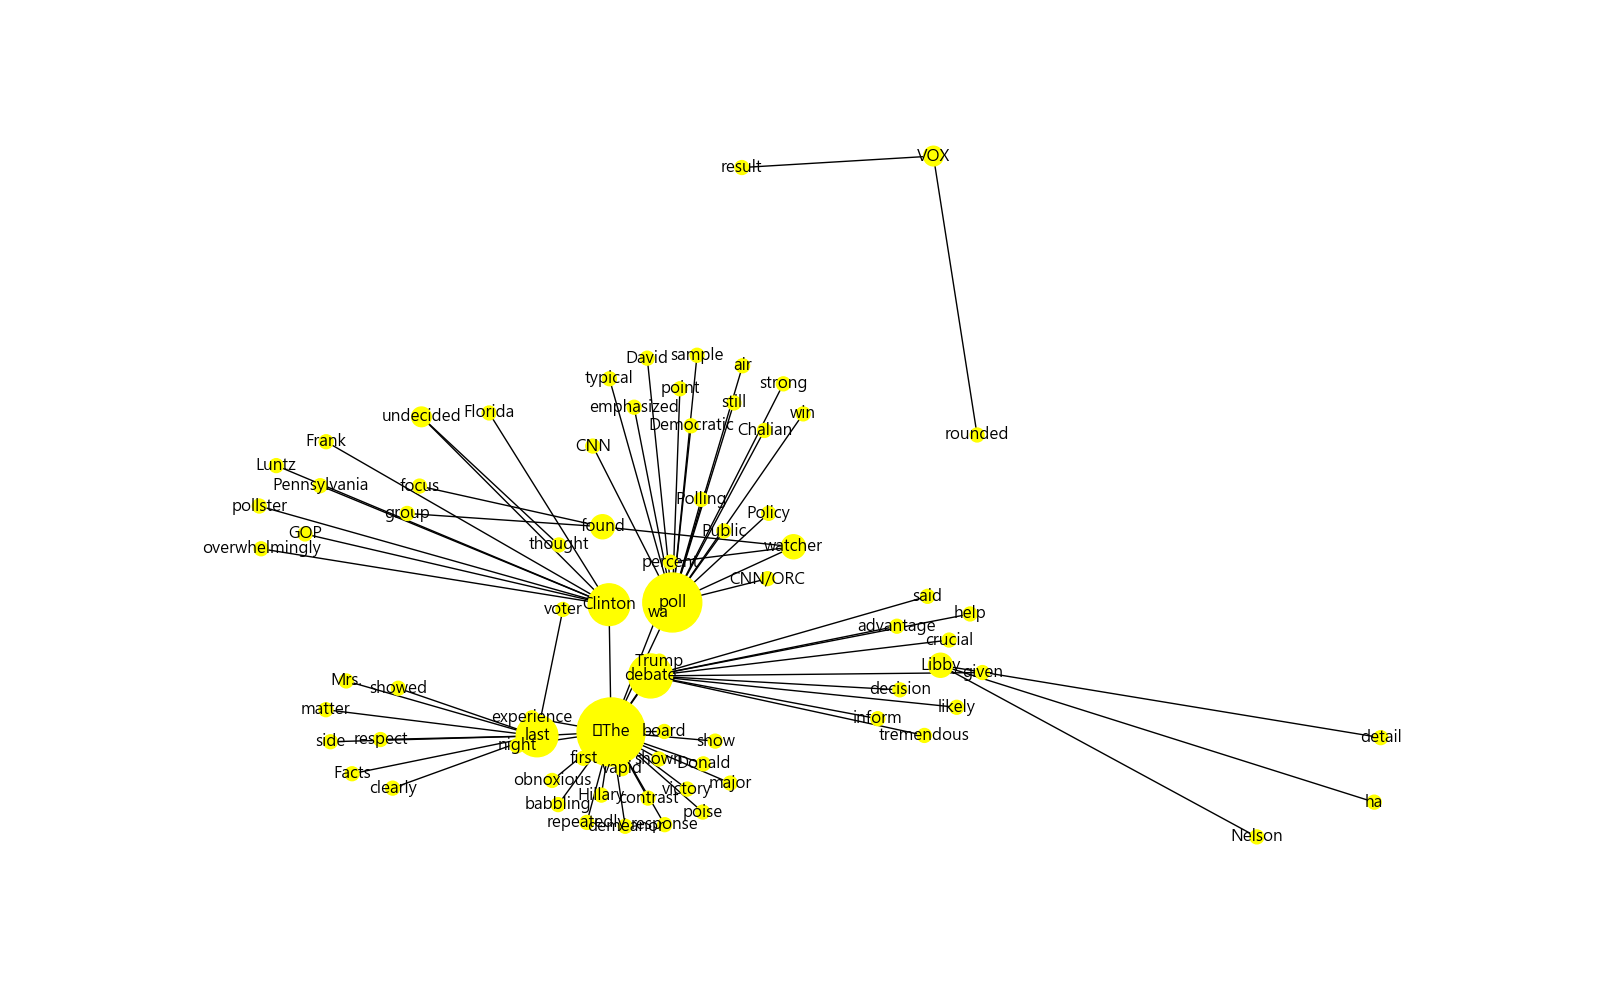 VOX
result
rounded
David
sample
air
typical
point
strong
emphasized
still
win
undecided
Florida
Democratic
Chalian
Frank
CNN
Luntz
Pennsylvania
focus
Polling
pollster
group
Policy
found
Public
GOP
thought
watcher
overwhelmingly
percent
CNN/ORC
said
Clinton
poll
voter
wa
help
advantage
crucial
Trump
Libby
given
debate
Mrs.
showed
decision
likely
matter
experience
inform
The
board
last
tremendous
side
respect
night
show
detail
first
shown
Donald
vapid
Facts
obnoxious
major
clearly
Hillary
victory
contrast
babbling
ha
poise
repeatedly
demeanor
response
Nelson